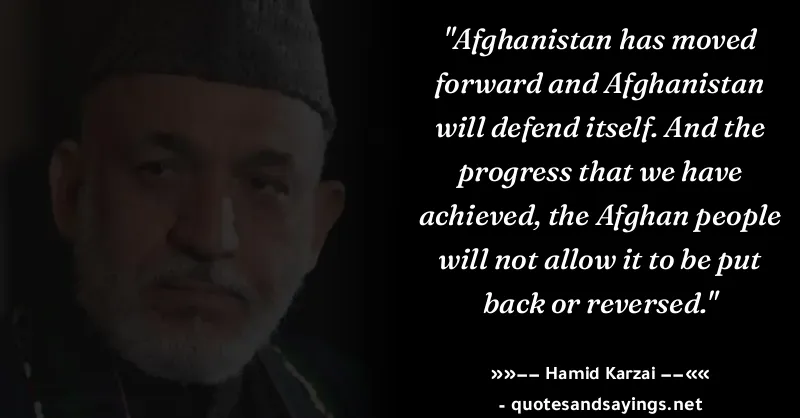 "Afghanistan has moved
forward and Afghanistan
will defend itself. And the
progress that we have
achieved, the Afghan people
will not allow it to be put
back or reversed."
»»−− Hamid Karzai −−««
- quotesandsayings.net